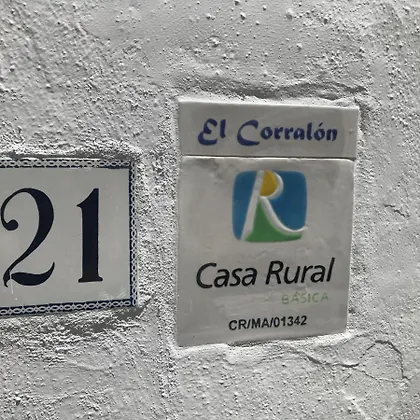 21
El Corralón
R
Casa Rural
BÁSICA
CR/MA/01342